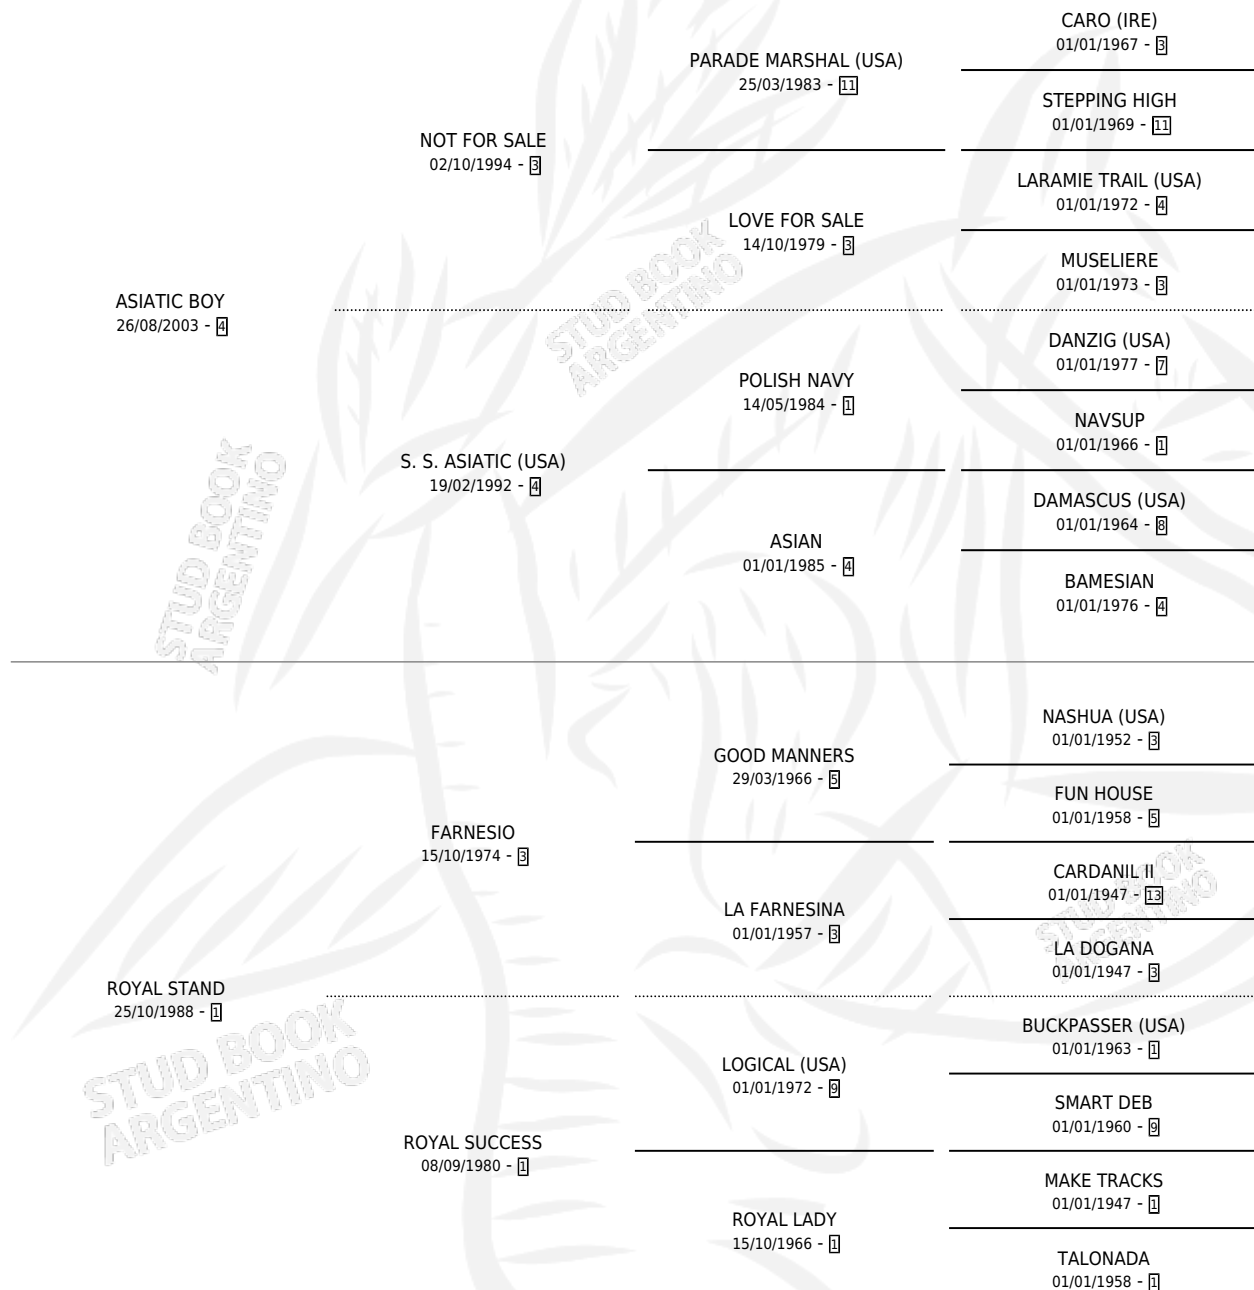 CARO (IRE)
01/01/1967 - 3
PARADE MARSHAL (USA)
25/03/1983 - 11
STEPPING HIGH
01/01/1969 - 11
NOT FOR SALE
02/10/1994 - 3
LARAMIE TRAIL (USA)
01/01/1972 - 4
LOVE FOR SALE
14/10/1979 - 3
MUSELIERE
01/01/1973 - 3
ASIATIC BOY
26/08/2003 - 4
DANZIG (USA)
01/01/1977 - 7
POLISH NAVY
14/05/1984 - 1
NAVSUP
01/01/1966 - 1
S. S. ASIATIC (USA)
19/02/1992 - 4
DAMASCUS (USA)
01/01/1964 - 8
ASIAN
01/01/1985 - 4
BAMESIAN
01/01/1976 - 4
NASHUA (USA)
01/01/1952 - 3
GOOD MANNERS
29/03/1966 - 5
FUN HOUSE
01/01/1958 - 5
FARNESIO
15/10/1974 - 3
CARDANIL II
01/01/1947 - 13
LA FARNESINA
01/01/1957 - 3
LA DOGANA
01/01/1947 - 3
ROYAL STAND
25/10/1988 - 1
BUCKPASSER (USA)
01/01/1963 - 1
LOGICAL (USA)
01/01/1972 - 9
SMART DEB
01/01/1960 - 9
ROYAL SUCCESS
08/09/1980 - 1
MAKE TRACKS
01/01/1947 - 1
ROYAL LADY
15/10/1966 - 1
TALONADA
01/01/1958 - 1
STUD BOOK
ARGENTINO
STUD BOOK
ARGENTINO
STUD BOOK
ARGENTINO
STUD BOOK
ARGENTINO